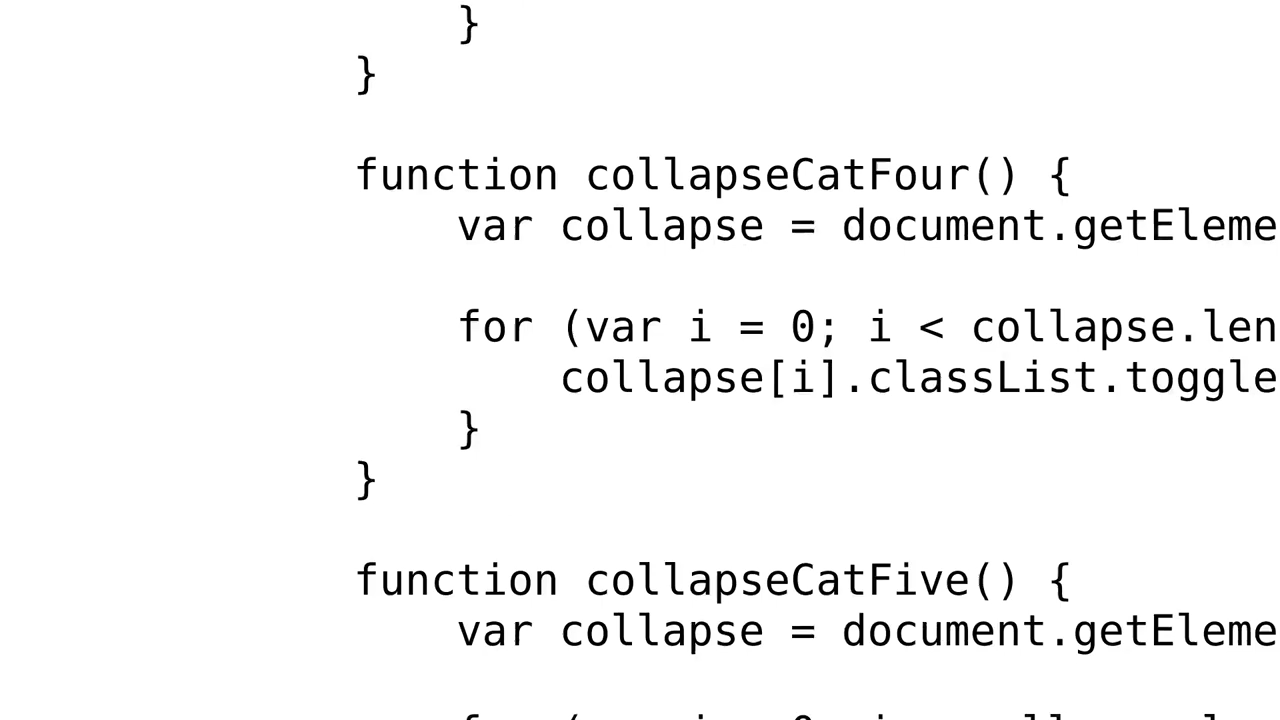 }
}

function collapseCatFour() {
    var collapse = document.getEleme

    for (var i = 0; i < collapse.len
        collapse[i].classList.toggle
    }
}

function collapseCatFive() {
    var collapse = document.getEleme